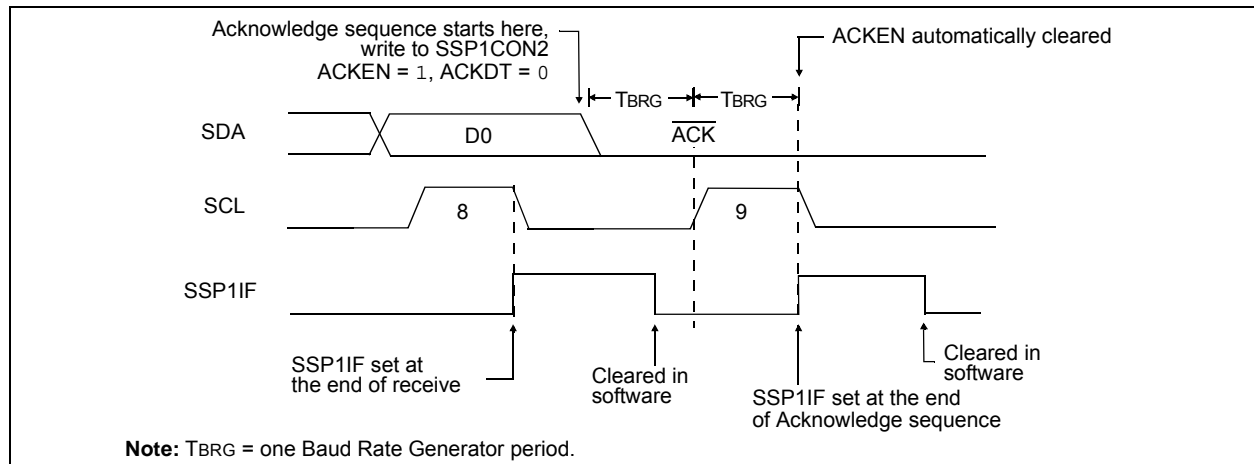 Acknowledge sequence starts here,
write to SSP1CON2
ACKEN = 1, ACKDT = 0
ACKEN automatically cleared
TBRG
TBRG
SDA
D0
ACK
SCL
8
9
SSP1IF
SSP1IF set at
the end of receive
Cleared in
software
SSP1IF set at the end
of Acknowledge sequence
Cleared in
software
Note: TBRG = one Baud Rate Generator period.